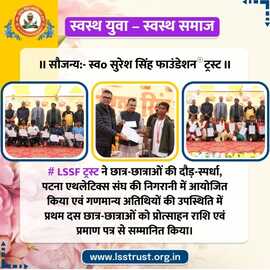 स्वस्थ युवा – स्वस्थ समाज
॥ सौजन्य:- स्व० सुरेश सिंह फाउंडेशन ट्रस्ट ॥
# LSSF ट्रस्ट ने छात्र-छात्राओं की दौड़-स्पर्धा,
पटना एथलेटिक्स संघ की निगरानी में आयोजित
किया एवं गणमान्य अतिथियों की उपस्थिति में
प्रथम दस छात्र-छात्राओं को प्रोत्साहन राशि एवं
प्रमाण पत्र से सम्मानित किया।
www.lsstrust.org.in